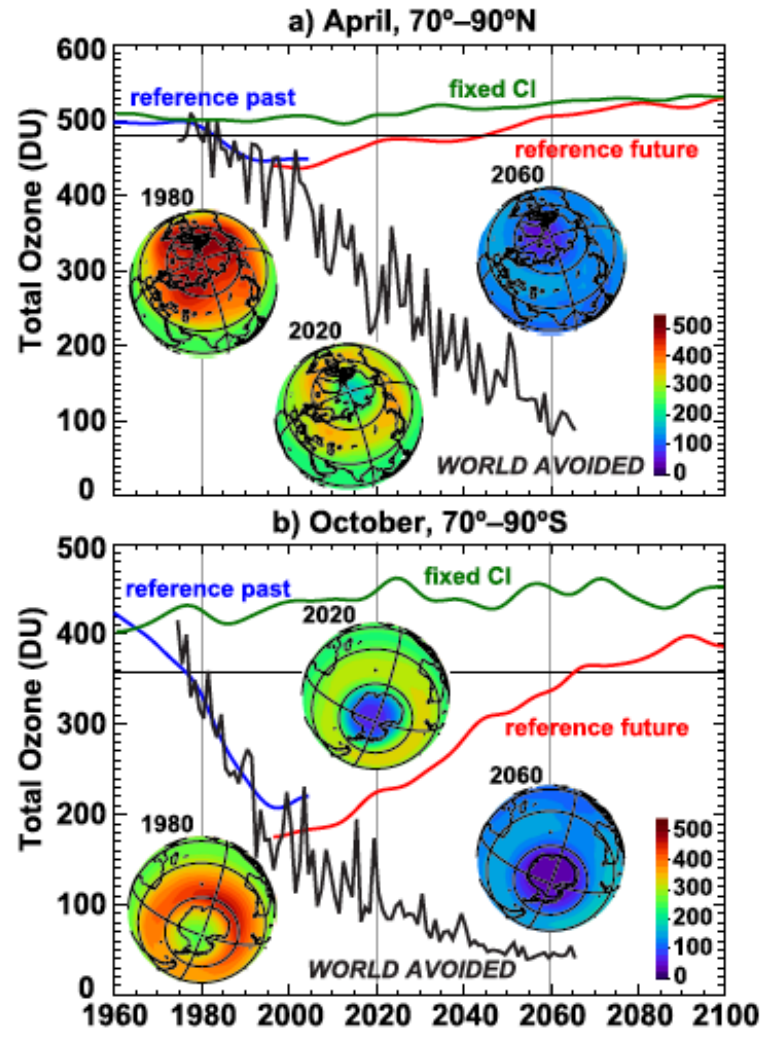 a) April, 70º–90ºN
600
500
400
300
200
100
0
Total Ozone (DU)
reference past
fixed Cl
reference future
1980
2060
2020
500
400
300
200
100
0
WORLD AVOIDED
b) October, 70º–90ºS
500
400
300
200
100
0
Total Ozone (DU)
reference past
fixed Cl
2020
reference future
2060
1980
500
400
300
200
100
0
WORLD AVOIDED
1960 1980 2000 2020 2040 2060 2080 2100